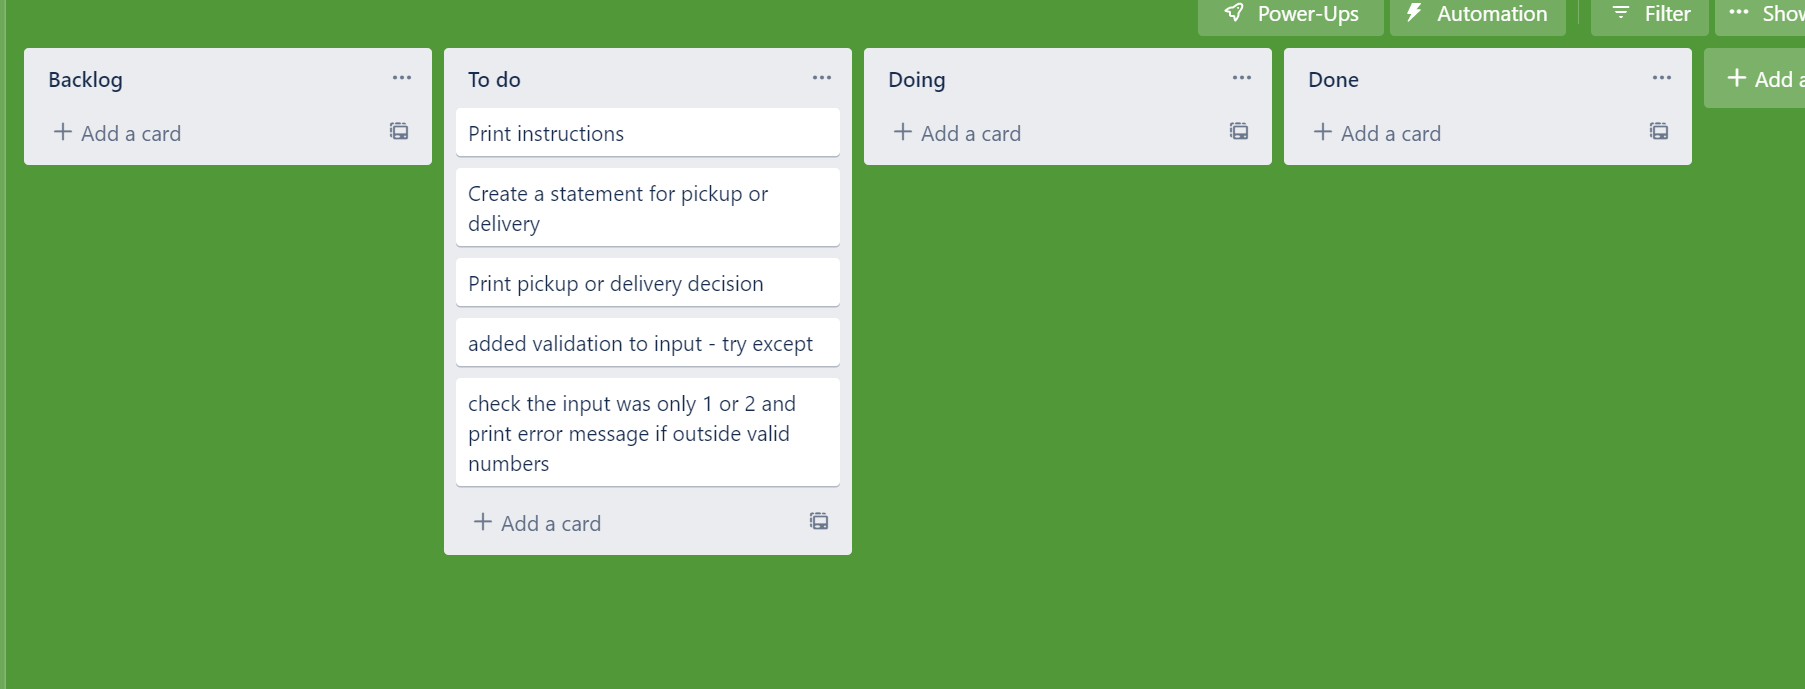 Power-Ups
Automation
Filter
Backlog
Add a card
To do
Print instructions
Create a statement for pickup or
delivery
Print pickup or delivery decision
added validation to input - try except
check the input was only 1 or 2 and
print error message if outside valid
numbers
Add a card
Doing
Add a card
Done
Add a card
Add